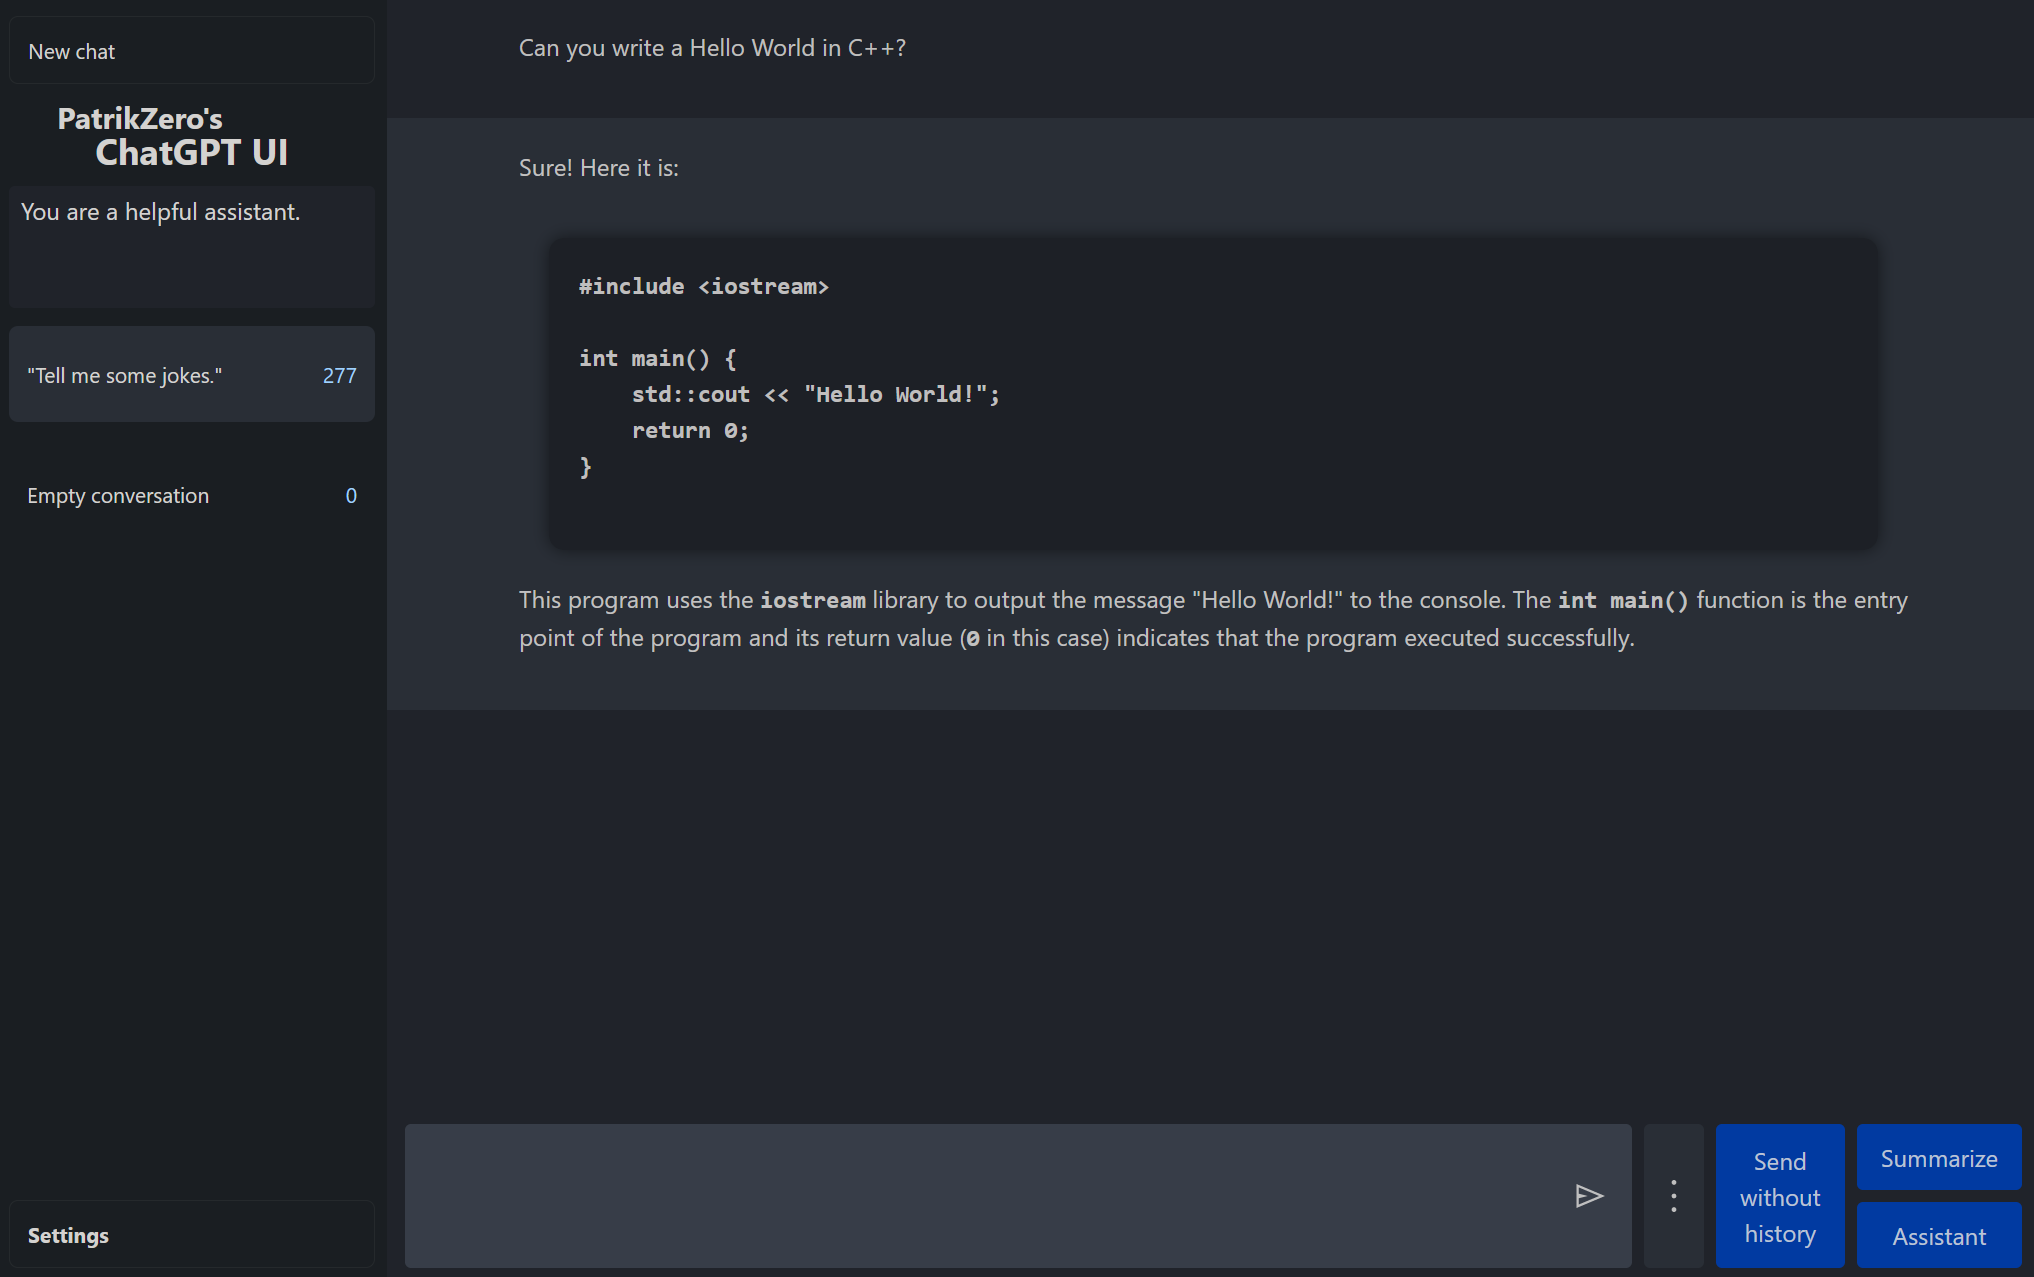 New chat
PatrikZero's
ChatGPT UI
You are a helpful assistant.
"Tell me some jokes." 277
Empty conversation 0
Settings
Can you write a Hello World in C++?
Sure! Here it is:
#include <iostream>
int main() {
    std::cout << "Hello World!";
    return 0;
}
This program uses the iostream library to output the message "Hello World!" to the console. The int main() function is the entry
point of the program and its return value (0 in this case) indicates that the program executed successfully.
Send
without
history
Summarize
Assistant